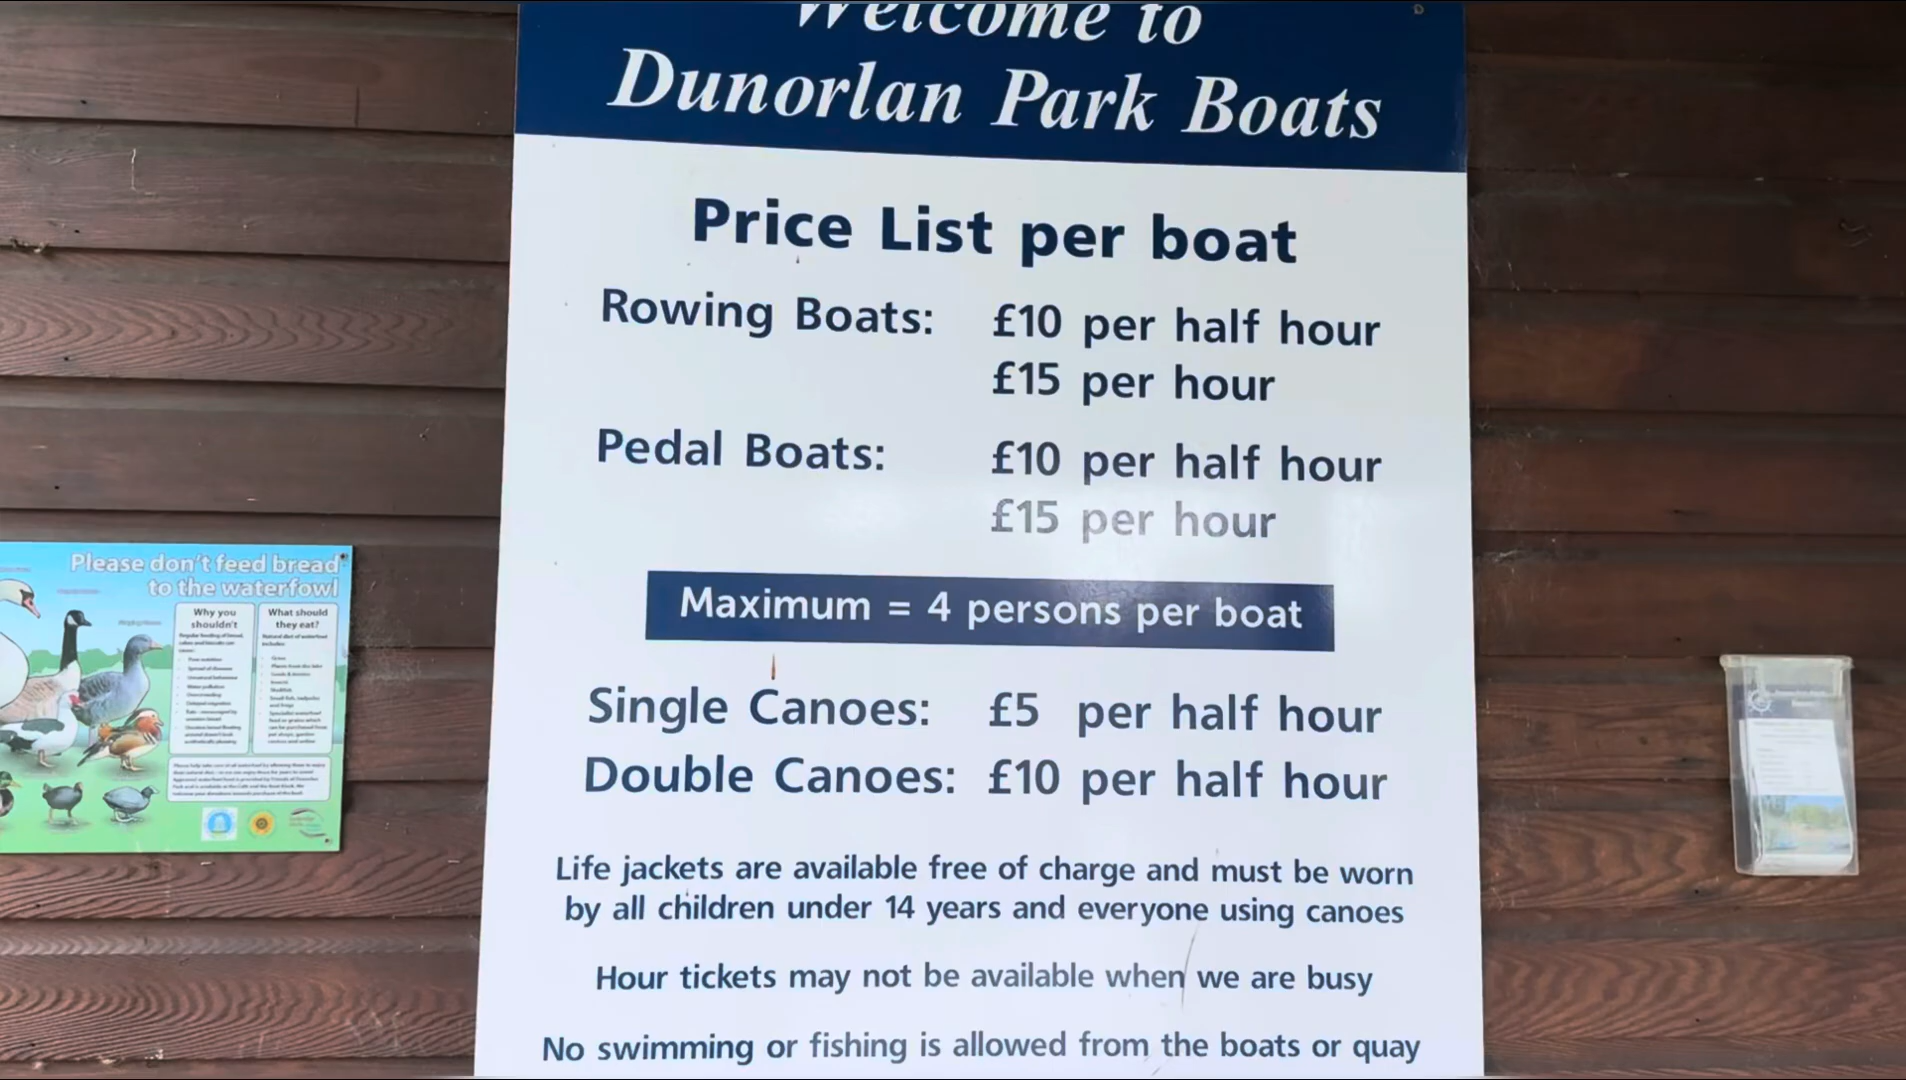 Welcome to
Dunorlan Park Boats
Price List per boat
Rowing Boats: £10 per half hour
£15 per hour
Pedal Boats: £10 per half hour
£15 per hour
Maximum = 4 persons per boat
Single Canoes: £5 per half hour
Double Canoes: £10 per half hour
Life jackets are available free of charge and must be worn
by all children under 14 years and everyone using canoes
Hour tickets may not be available when we are busy
No swimming or fishing is allowed from the boats or quay
Please don't feed bread
to the waterfowl
Why you
shouldn't
What should
they eat?